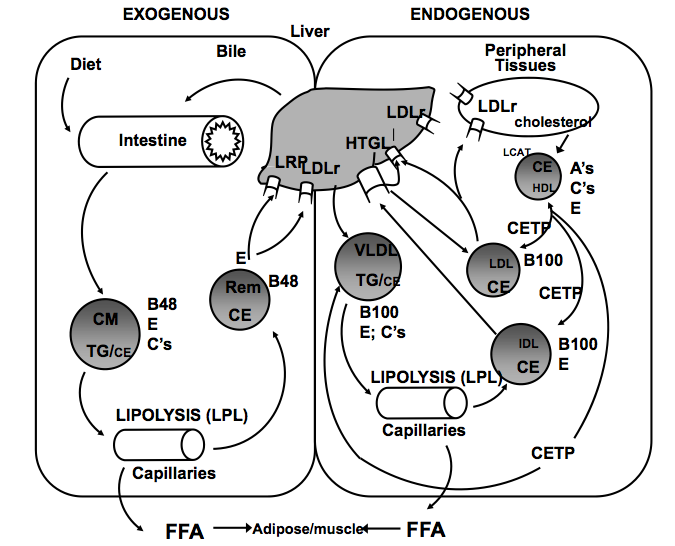 EXOGENOUS
ENDOGENOUS
Liver
Diet
Bile
Intestine
LRP
LDLr
HTGL
LDLr
Peripheral
Tissues
LDLr
cholesterol
LCAT
CE
HDL
A's
C's
E
CETP
LDL
CE
B100
CETP
IDL
CE
B100
E
VLDL
TG/CE
B100
E; C's
E
Rem
CE
B48
CM
TG/CE
B48
E
C's
LIPOLYSIS (LPL)
Capillaries
LIPOLYSIS (LPL)
Capillaries
CETP
FFA
Adipose/muscle
FFA